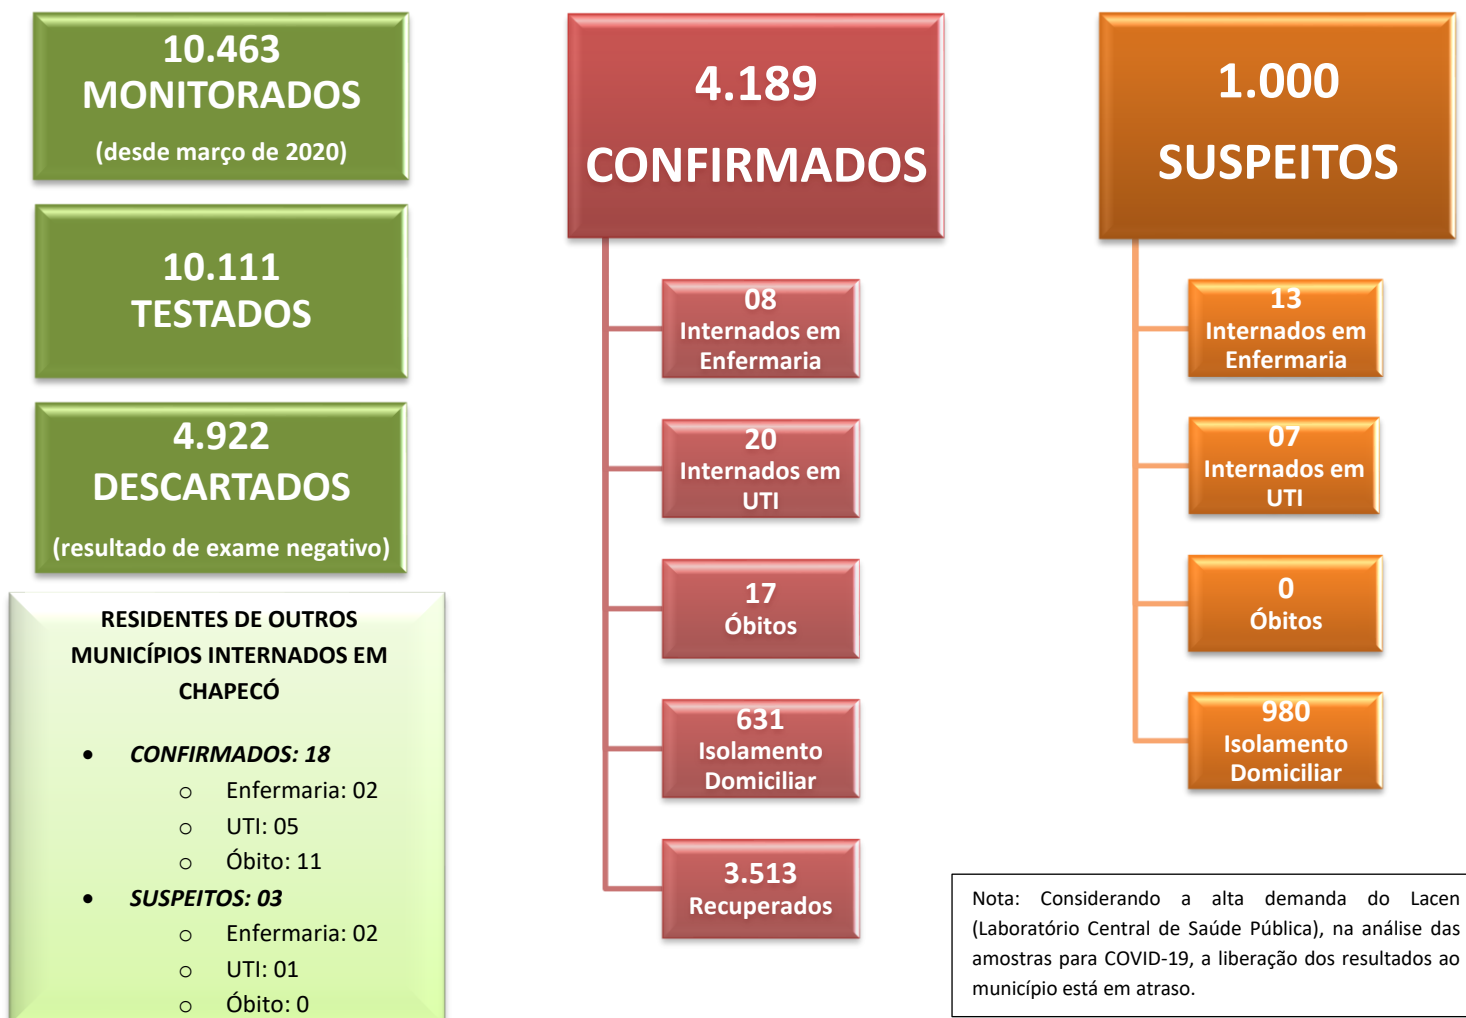 10.463
MONITORADOS
(desde março de 2020)
10.111
TESTADOS
4.922
DESCARTADOS
(resultado de exame negativo)
RESIDENTES DE OUTROS
MUNICÍPIOS INTERNADOS EM
CHAPECÓ
• CONFIRMADOS: 18
o Enfermaria: 02
o UTI: 05
o Óbito: 11
• SUSPEITOS: 03
o Enfermaria: 02
o UTI: 01
o Óbito: 0
4.189
CONFIRMADOS
08
Internados em
Enfermaria
20
Internados em
UTI
17
Óbitos
631
Isolamento
Domiciliar
3.513
Recuperados
1.000
SUSPEITOS
13
Internados em
Enfermaria
07
Internados em
UTI
0
Óbitos
980
Isolamento
Domiciliar
Nota: Considerando a alta demanda do Lacen
(Laboratório Central de Saúde Pública), na análise das
amostras para COVID-19, a liberação dos resultados ao
município está em atraso.